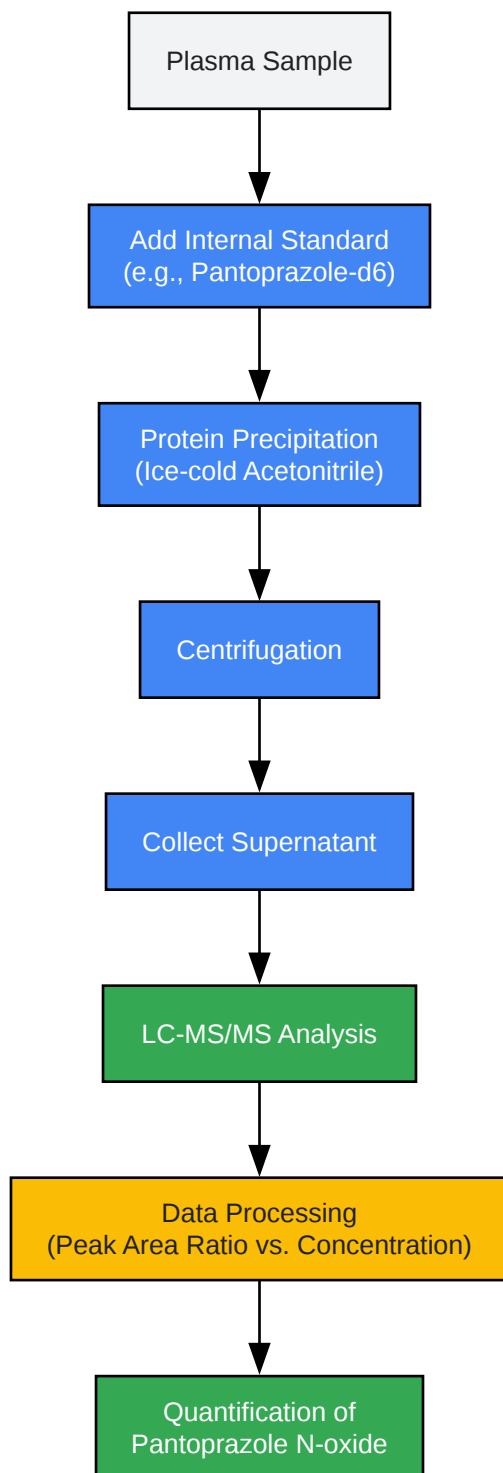 Plasma Sample
Add Internal Standard
(e.g., Pantoprazole-d6)
Protein Precipitation
(Ice-cold Acetonitrile)
Centrifugation
Collect Supernatant
LC-MS/MS Analysis
Data Processing
(Peak Area Ratio vs. Concentration)
Quantification of
Pantoprazole N-oxide